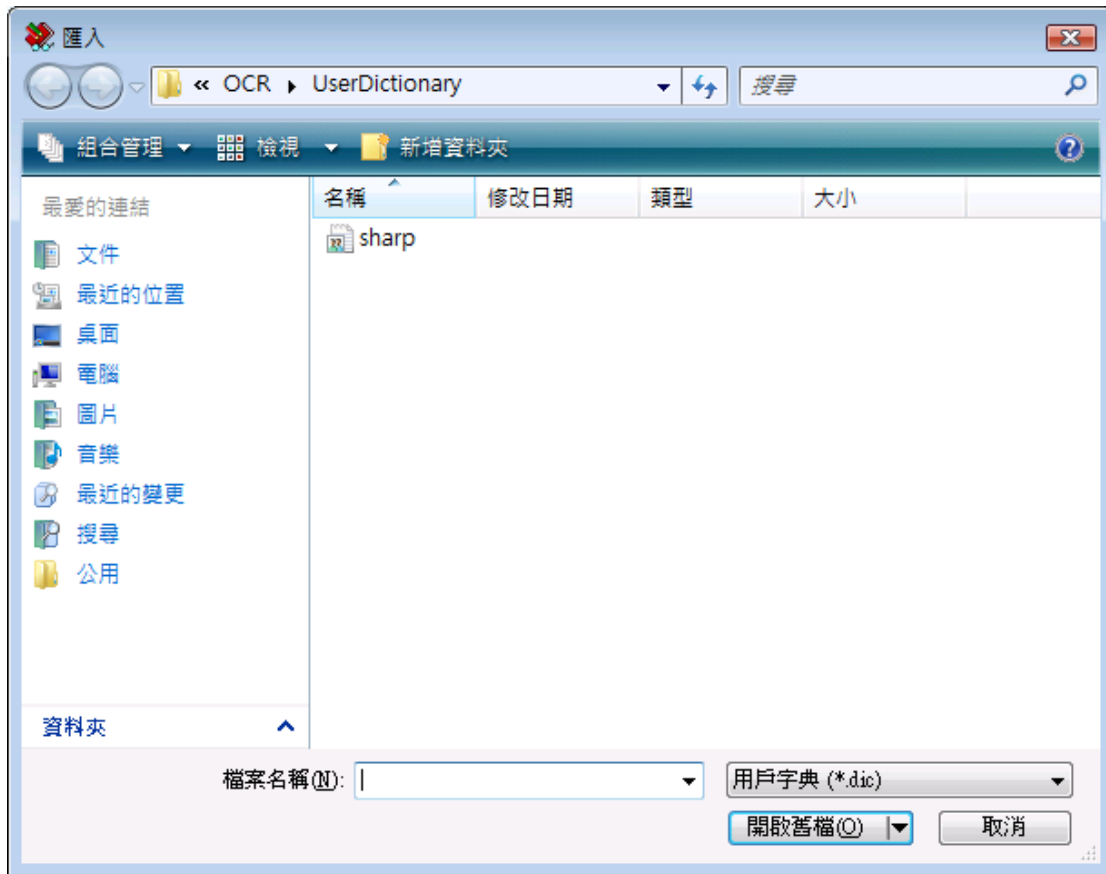 匯入
« OCR ▸ UserDictionary 搜尋
組合管理 檢視 新增資料夾
最愛的連結
名稱 修改日期 類型 大小
sharp
文件
最近的位置
桌面
電腦
圖片
音樂
最近的變更
搜尋
公用
資料夾
檔案名稱(N): 用戶字典 (*.dic)
開啟舊檔(O) 取消